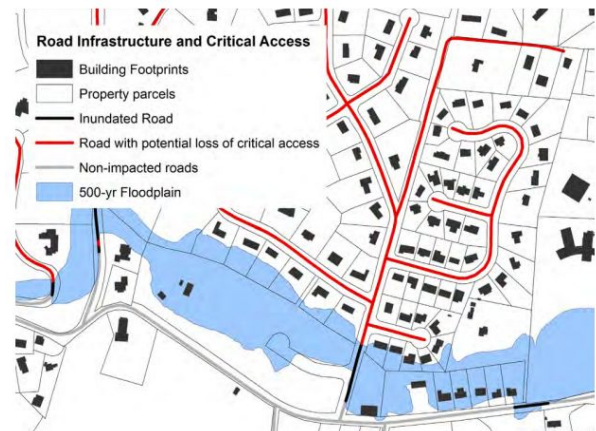 Road Infrastructure and Critical Access
Building Footprints
Property parcels
Inundated Road
Road with potential loss of critical access
Non-impacted roads
500-yr Floodplain